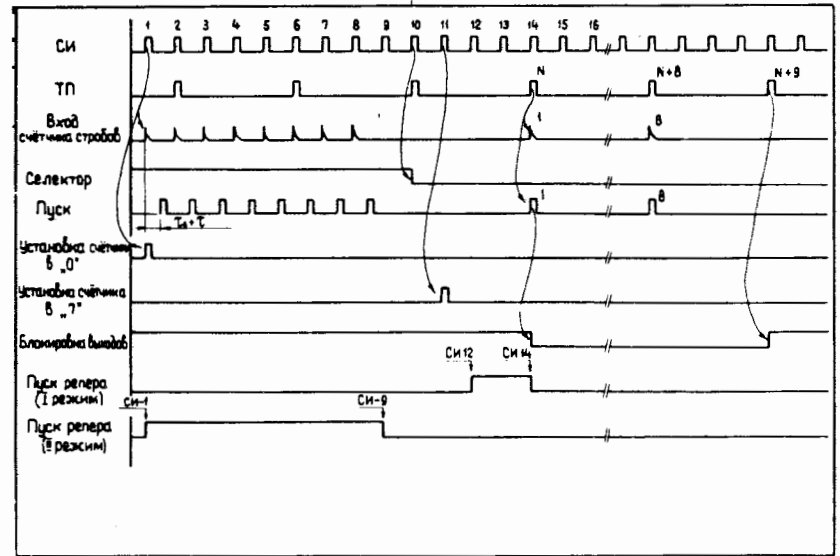 1 2 3 4 5 6 7 8 9 10 11 12 13 14 15 16
СИ
N N+8 N+9
ТП
Вход
счётчика стробов
1 8
Селектор
Пуск
1 8
τ₀+τ
Установка счётчика
в „0"
Установка счётчика
в „7"
Блокировка выходов
СИ 12 СИ 14
Пуск репера
(I режим)
СИ-1 СИ-9
Пуск репера
(II режим)